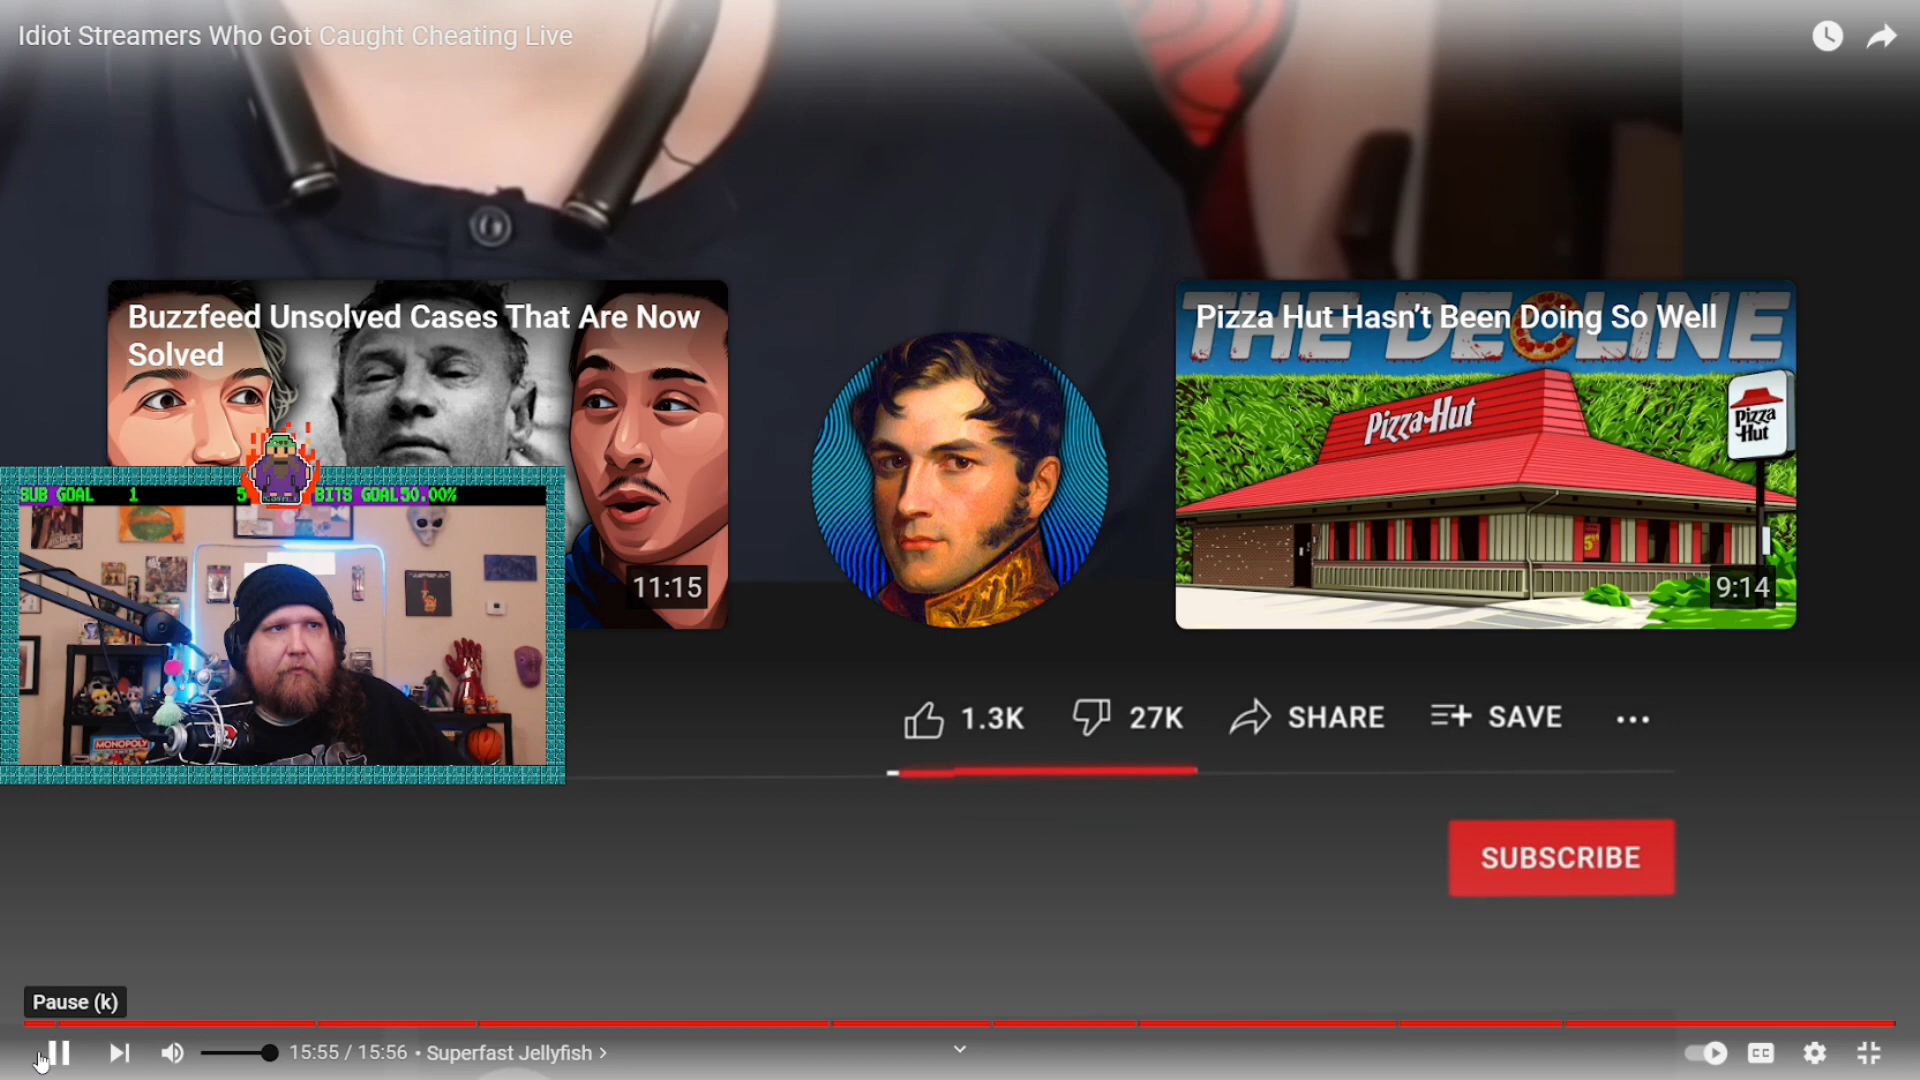 Idiot Streamers Who Got Caught Cheating Live
Buzzfeed Unsolved Cases That Are Now
Solved
11:15
THE DECLINE
Pizza Hut Hasn't Been Doing So Well
Pizza Hut
Pizza
Hut
9:14
SUB GOAL 1 5
BITS GOAL 50.00%
MONOPOLY
1.3K
27K
SHARE
SAVE
SUBSCRIBE
Pause (k)
15:55 / 15:56 • Superfast Jellyfish
CC